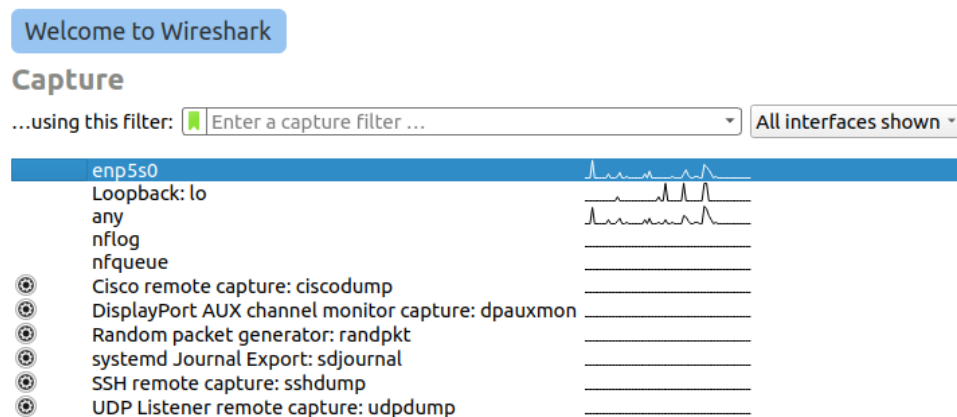 Welcome to Wireshark
Capture
…using this filter: Enter a capture filter … All interfaces shown
enp5s0
Loopback: lo
any
nflog
nfqueue
Cisco remote capture: ciscodump
DisplayPort AUX channel monitor capture: dpauxmon
Random packet generator: randpkt
systemd Journal Export: sdjournal
SSH remote capture: sshdump
UDP Listener remote capture: udpdump